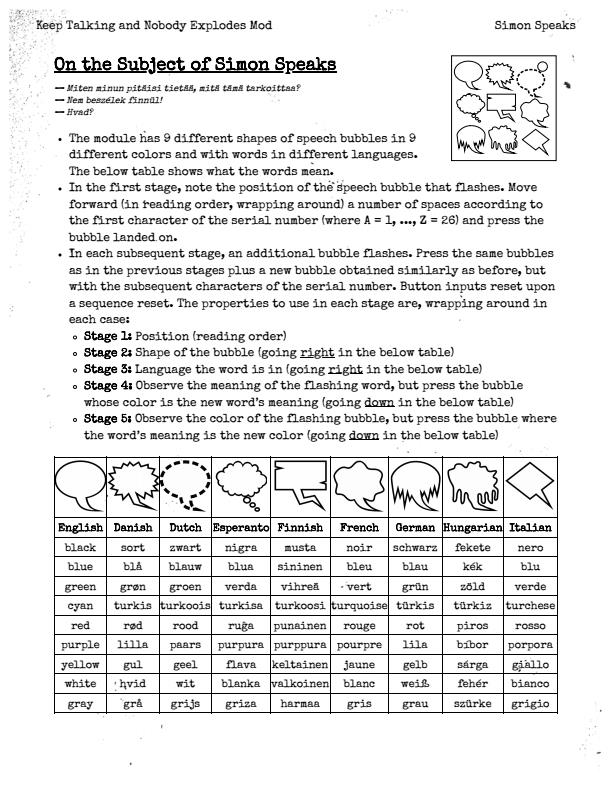 Keep Talking and Nobody Explodes Mod Simon Speaks
On the Subject of Simon Speaks
— Miten minun pitäisi tietää, mitä tämä tarkoittaa?
— Nem beszélek finnül!
— Hvad?
• The module has 9 different shapes of speech bubbles in 9
different colors and with words in different languages.
The below table shows what the words mean.
• In the first stage, note the position of the speech bubble that flashes. Move
forward (in reading order, wrapping around) a number of spaces according to
the first character of the serial number (where A = 1, ..., Z = 26) and press the
bubble landed on.
• In each subsequent stage, an additional bubble flashes. Press the same bubbles
as in the previous stages plus a new bubble obtained similarly as before, but
with the subsequent characters of the serial number. Button inputs reset upon
a sequence reset. The properties to use in each stage are, wrapping around in
each case:
◦ Stage 1: Position (reading order)
◦ Stage 2: Shape of the bubble (going right in the below table)
◦ Stage 3: Language the word is in (going right in the below table)
◦ Stage 4: Observe the meaning of the flashing word, but press the bubble
whose color is the new word's meaning (going down in the below table)
◦ Stage 5: Observe the color of the flashing bubble, but press the bubble where
the word's meaning is the new color (going down in the below table)
English Danish Dutch Esperanto Finnish French German Hungarian Italian
black sort zwart nigra musta noir schwarz fekete nero
blue blå blauw blua sininen bleu blau kék blu
green grøn groen verda vihreä vert grün zöld verde
cyan turkis turkoois turkisa turkoosi turquoise türkis türkiz turchese
red rød rood ruĝa punainen rouge rot piros rosso
purple lilla paars purpura purppura pourpre lila bíbor porpora
yellow gul geel flava keltainen jaune gelb sárga giallo
white hvid wit blanka valkoinen blanc weiß fehér bianco
gray grå grijs griza harmaa gris grau szürke grigio